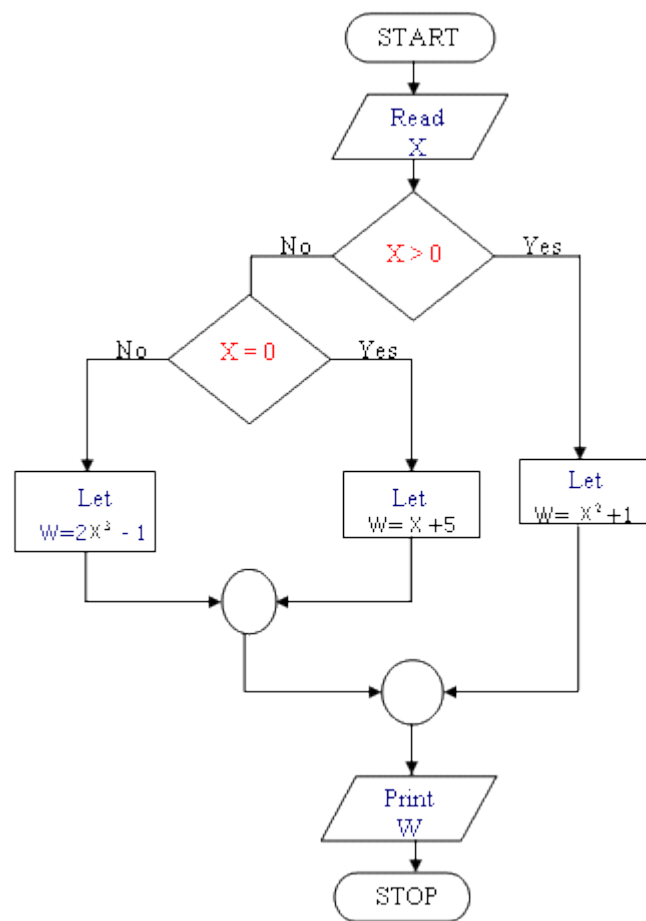 START
Read
X
No
X > 0
Yes
No
X = 0
Yes
Let
W=2X³ - 1
Let
W= X +5
Let
W= X² +1
Print
W
STOP